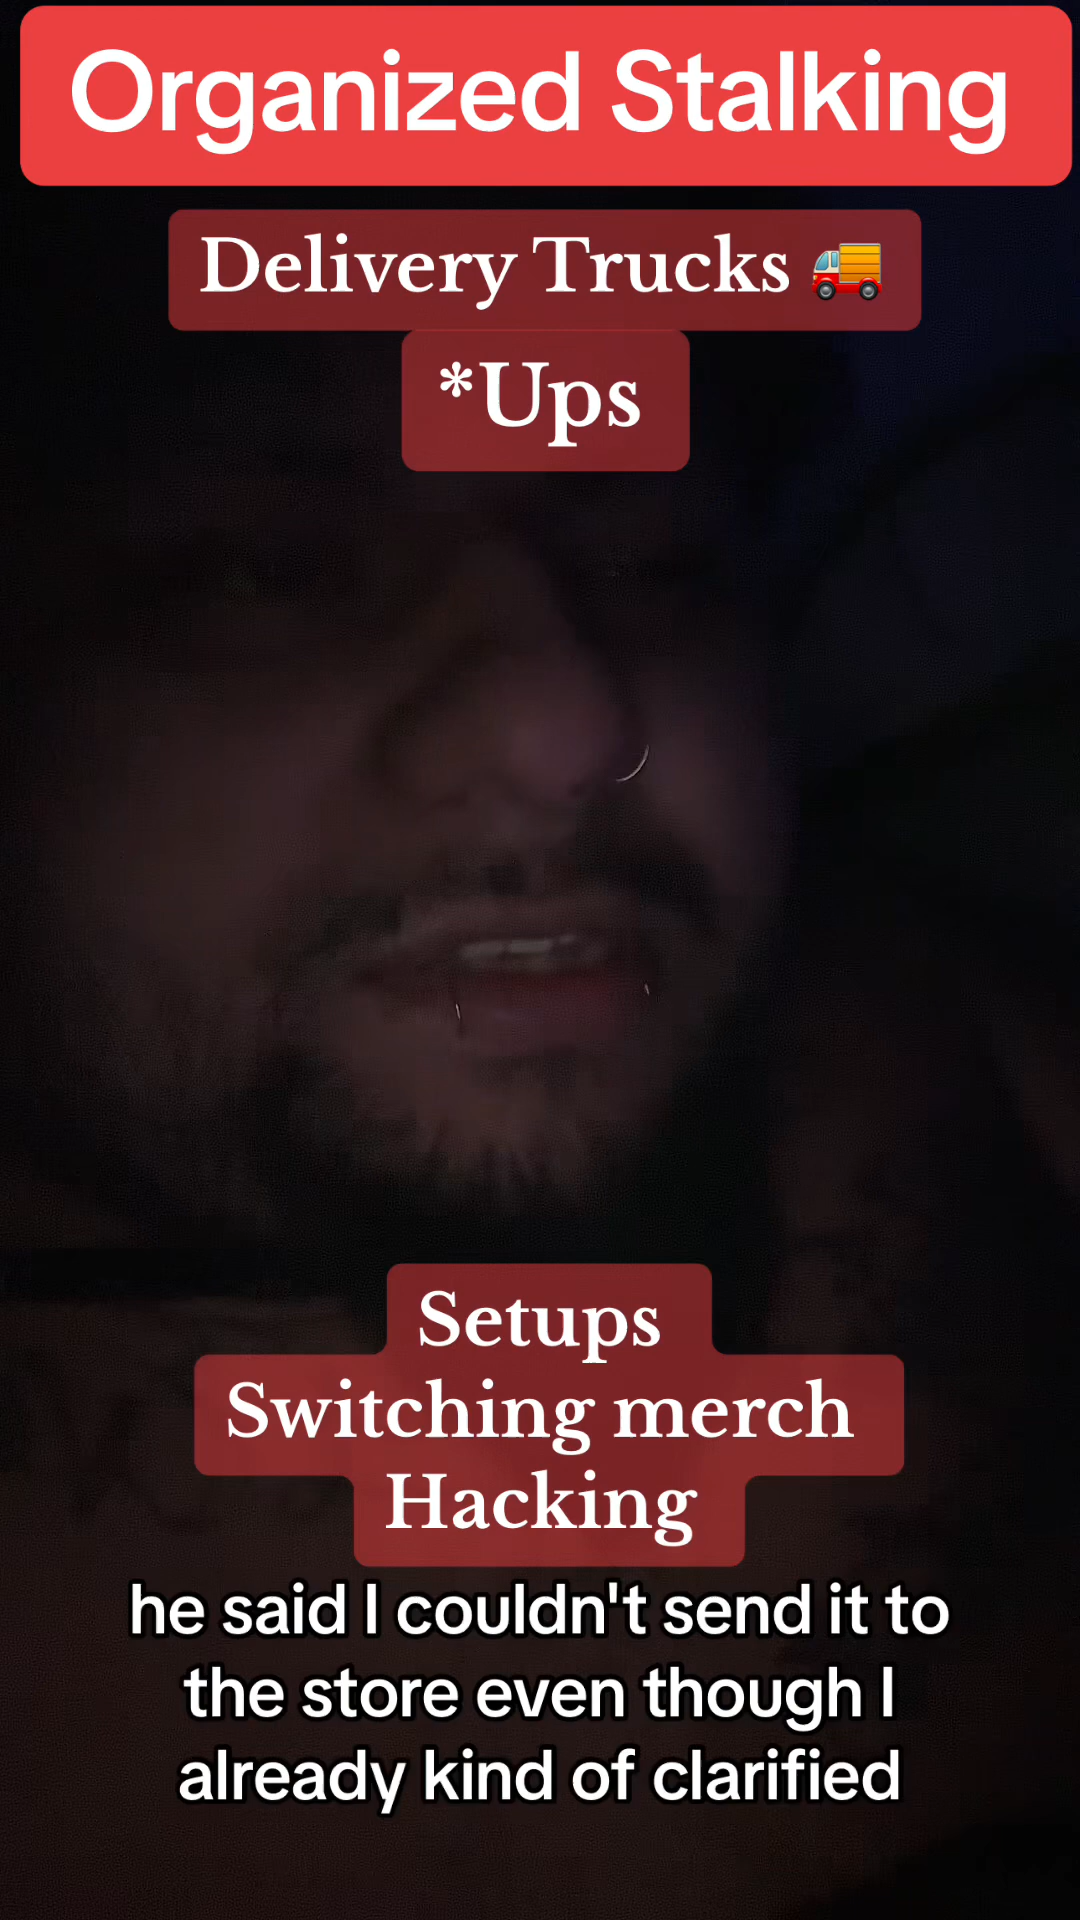 Organized Stalking
Delivery Trucks 🚚
*Ups
Setups
Switching merch
Hacking
he said I couldn't send it to
the store even though I
already kind of clarified